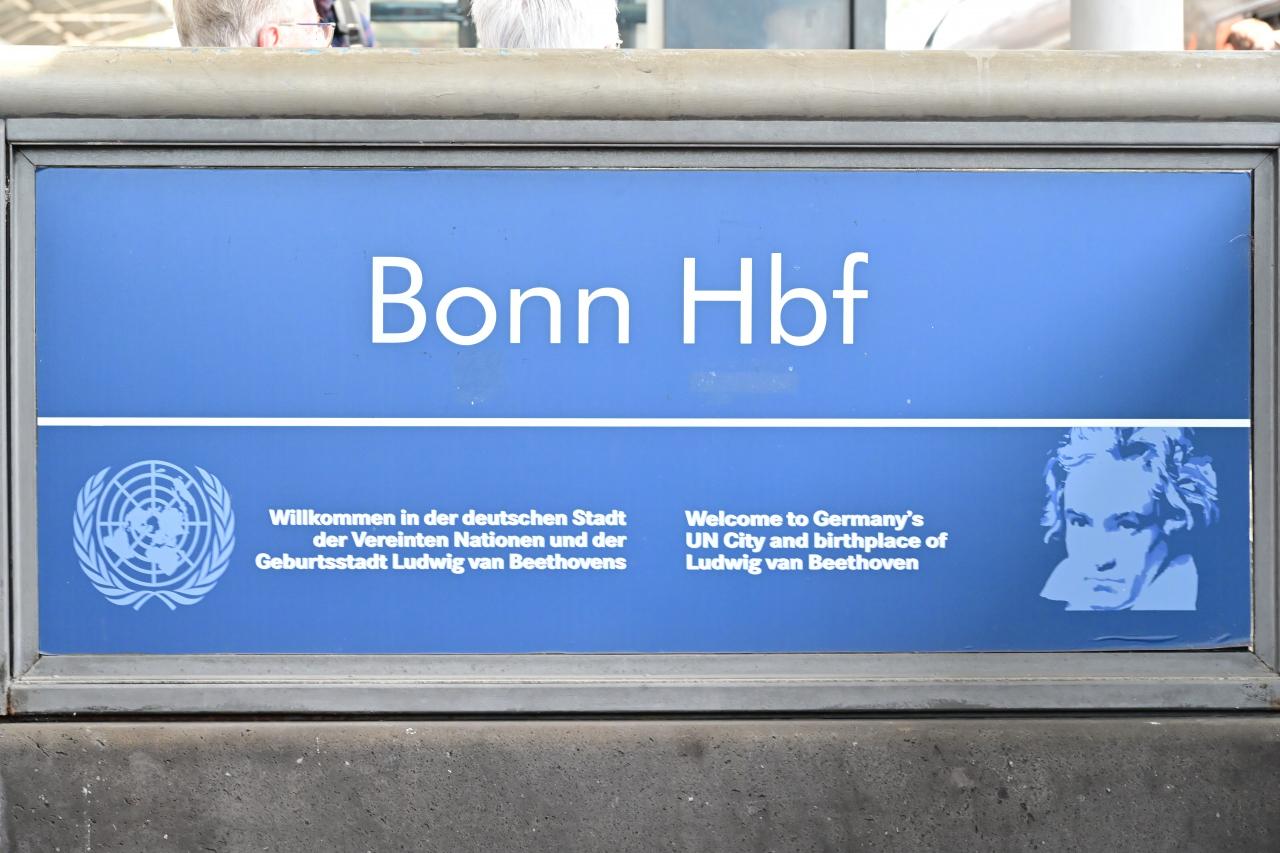 Bonn Hbf
Willkommen in der deutschen Stadt
der Vereinten Nationen und der
Geburtsstadt Ludwig van Beethovens
Welcome to Germany's
UN City and birthplace of
Ludwig van Beethoven